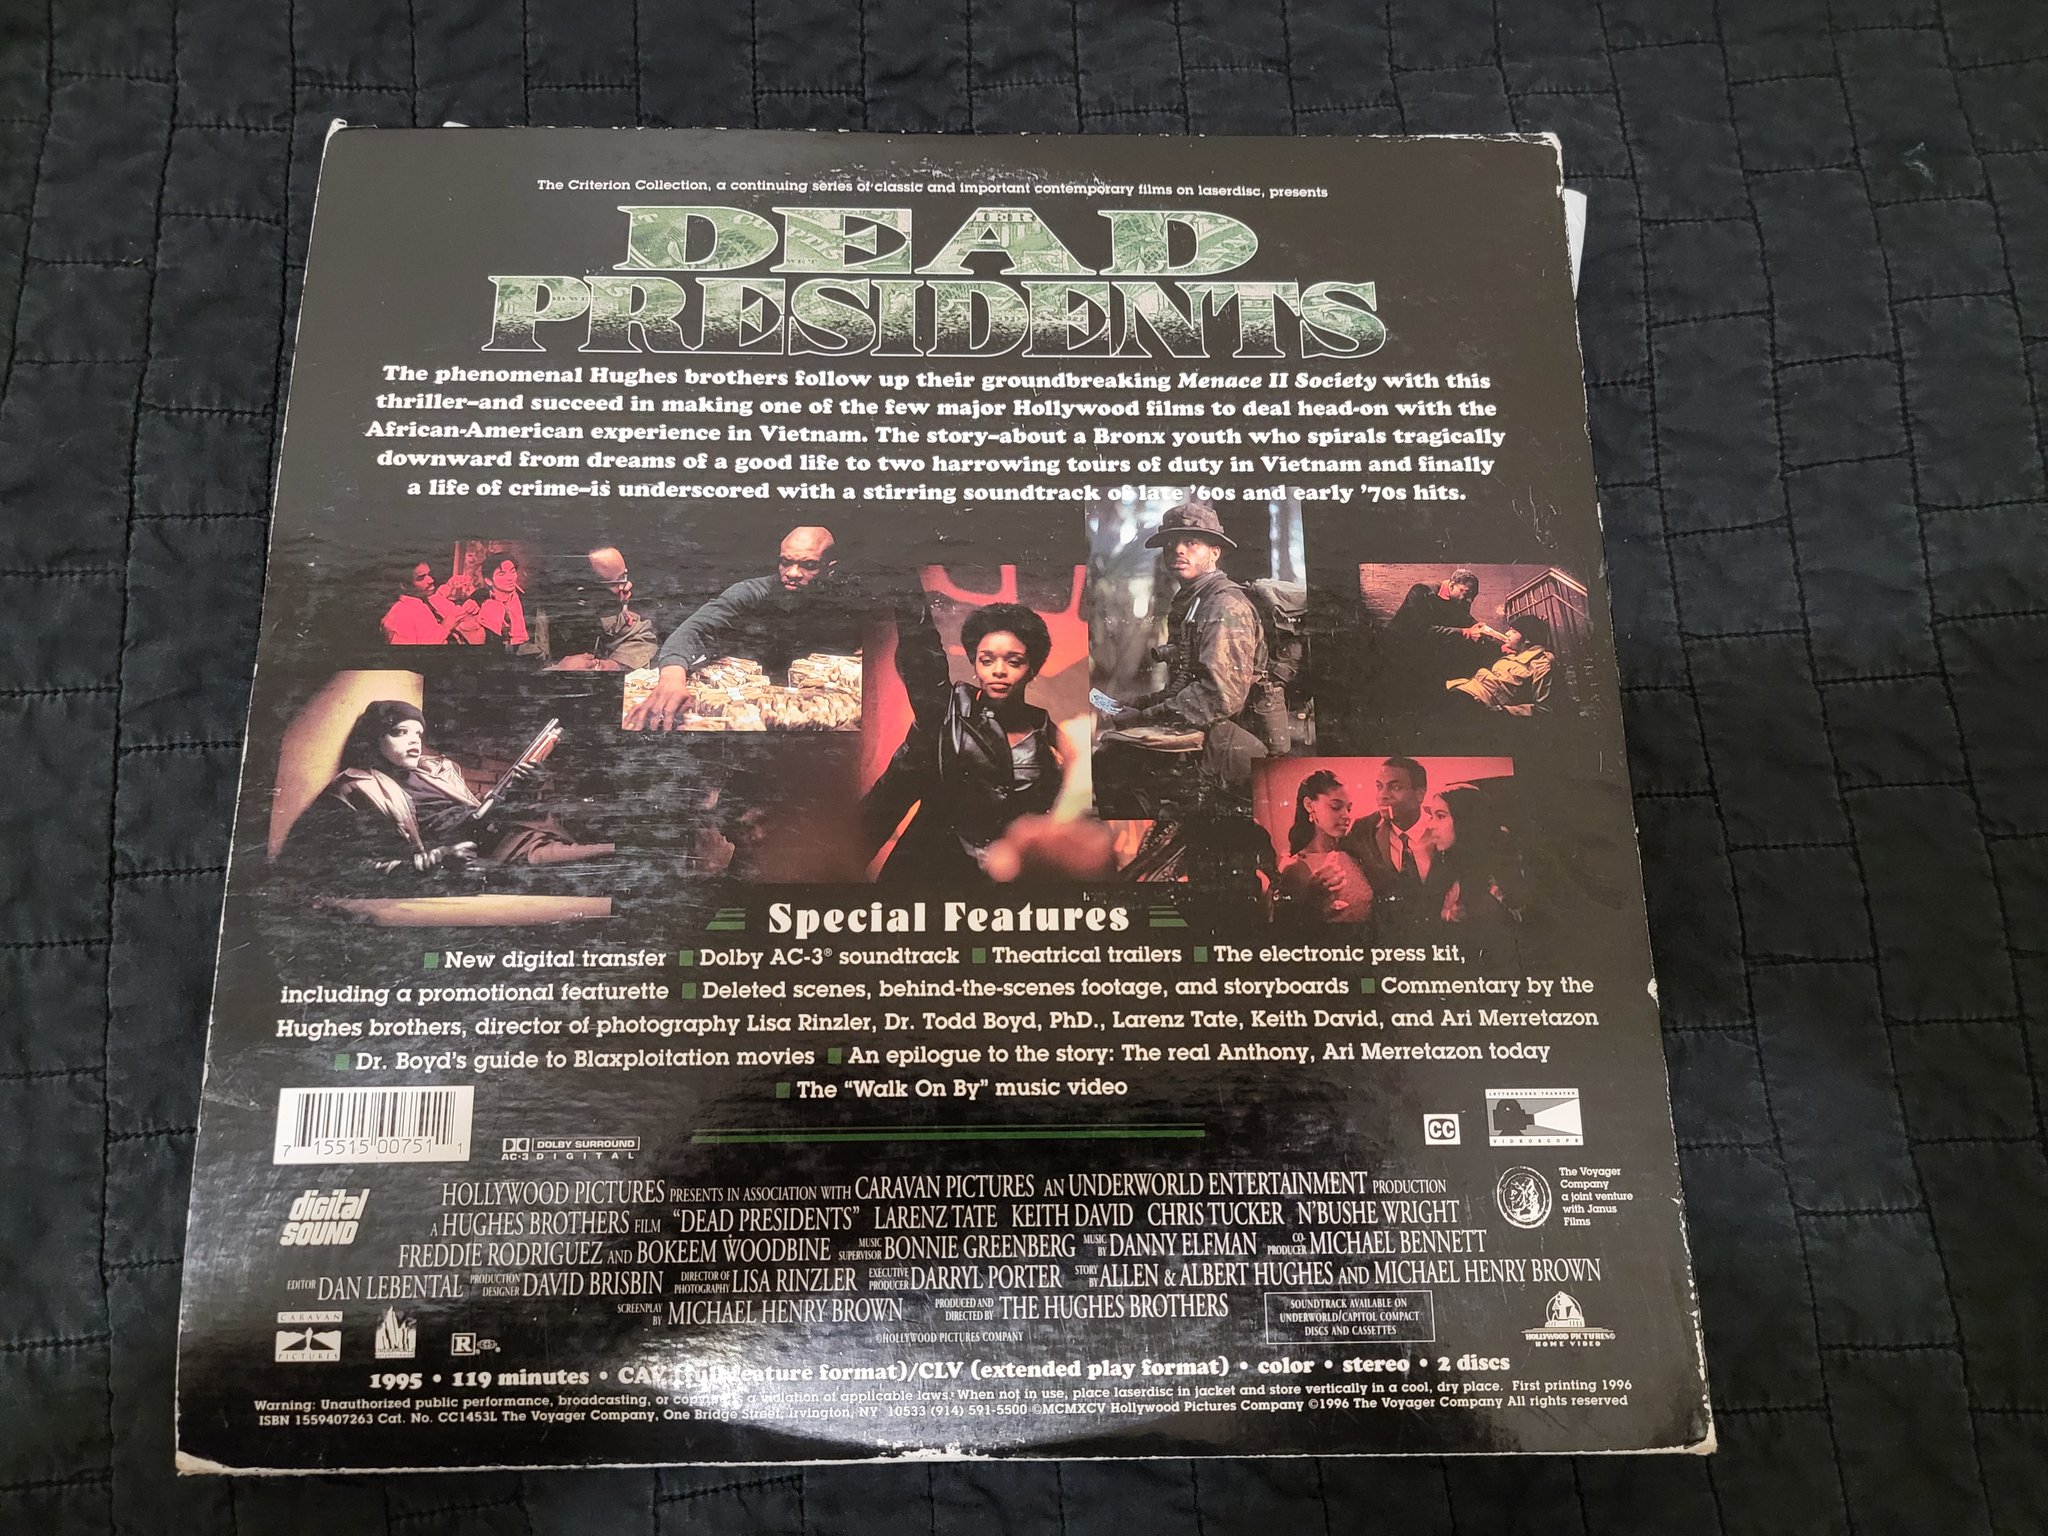 The Criterion Collection, a continuing series of classic and important contemporary films on laserdisc, presents
DEAD
PRESIDENTS
The phenomenal Hughes brothers follow up their groundbreaking Menace II Society with this
thriller–and succeed in making one of the few major Hollywood films to deal head-on with the
African-American experience in Vietnam. The story–about a Bronx youth who spirals tragically
downward from dreams of a good life to two harrowing tours of duty in Vietnam and finally
a life of crime–is underscored with a stirring soundtrack of late '60s and early '70s hits.
Special Features
New digital transfer ■ Dolby AC-3® soundtrack ■ Theatrical trailers ■ The electronic press kit,
including a promotional featurette ■ Deleted scenes, behind-the-scenes footage, and storyboards ■ Commentary by the
Hughes brothers, director of photography Lisa Rinzler, Dr. Todd Boyd, PhD., Larenz Tate, Keith David, and Ari Merretazon
■ Dr. Boyd's guide to Blaxploitation movies ■ An epilogue to the story: The real Anthony, Ari Merretazon today
■ The "Walk On By" music video
7 15515 00751 1
DOLBY SURROUND
AC-3 DIGITAL
CC
LETTERBOXED TRANSFER
VIDEOSCOPE
digital
SOUND
The Voyager
Company
a joint venture
with Janus
Films
HOLLYWOOD PICTURES PRESENTS IN ASSOCIATION WITH CARAVAN PICTURES AN UNDERWORLD ENTERTAINMENT PRODUCTION
A HUGHES BROTHERS FILM "DEAD PRESIDENTS" LARENZ TATE KEITH DAVID CHRIS TUCKER N'BUSHE WRIGHT
FREDDIE RODRIGUEZ AND BOKEEM WOODBINE MUSIC SUPERVISOR BONNIE GREENBERG MUSIC BY DANNY ELFMAN CO-PRODUCER MICHAEL BENNETT
EDITOR DAN LEBENTAL PRODUCTION DESIGNER DAVID BRISBIN DIRECTOR OF PHOTOGRAPHY LISA RINZLER EXECUTIVE PRODUCER DARRYL PORTER STORY BY ALLEN & ALBERT HUGHES AND MICHAEL HENRY BROWN
SCREENPLAY BY MICHAEL HENRY BROWN PRODUCED AND DIRECTED BY THE HUGHES BROTHERS
SOUNDTRACK AVAILABLE ON
UNDERWORLD/CAPITOL COMPACT
DISCS AND CASSETTES
©HOLLYWOOD PICTURES COMPANY
CARAVAN
PICTURES
R
HOLLYWOOD PICTURES
HOME VIDEO
1995 • 119 minutes • CAV (full feature format)/CLV (extended play format) • color • stereo • 2 discs
Warning: Unauthorized public performance, broadcasting, or copying is a violation of applicable laws. When not in use, place laserdisc in jacket and store vertically in a cool, dry place. First printing 1996
ISBN 1559407263 Cat. No. CC1453L The Voyager Company, One Bridge Street, Irvington, NY 10533 (914) 591-5500 ©MCMXCV Hollywood Pictures Company ©1996 The Voyager Company All rights reserved